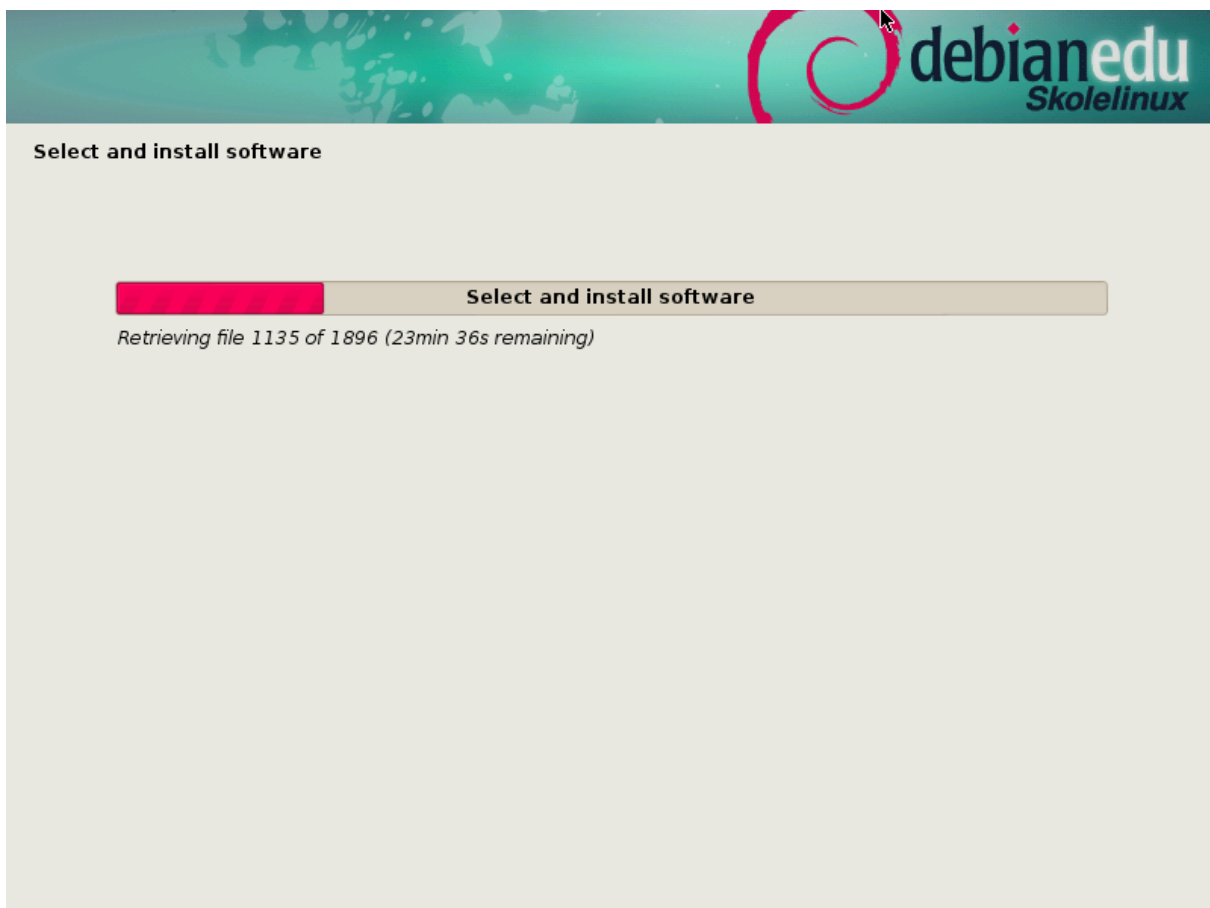 debianedu
Skolelinux
Select and install software
Select and install software
Retrieving file 1135 of 1896 (23min 36s remaining)